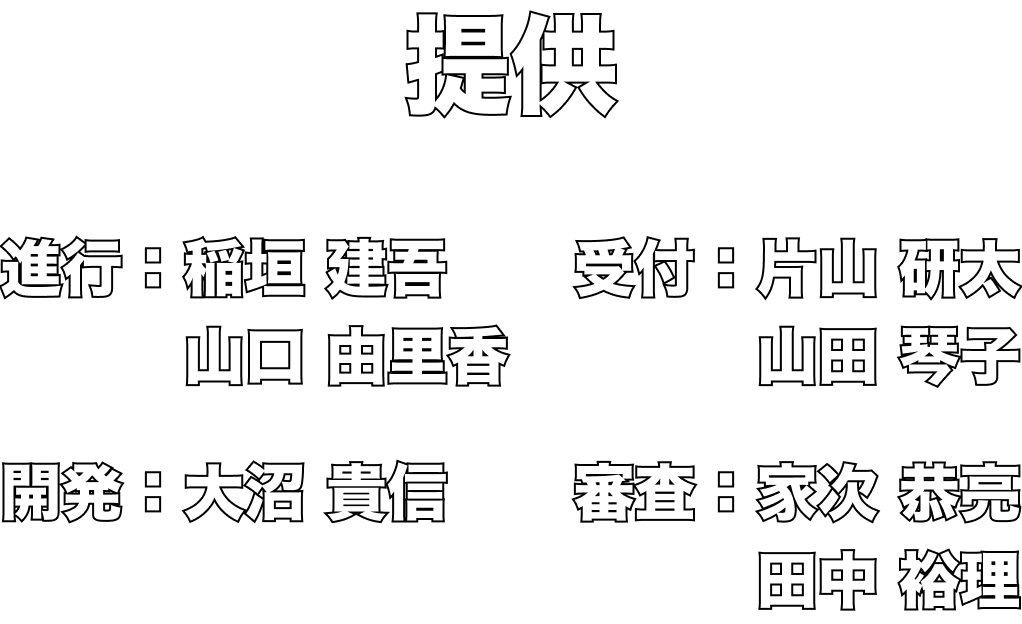 提供
進行：稲垣 建吾
山口 由里香
受付：片山 研太
山田 琴子
開発：大沼 貴信
審査：家次 恭亮
田中 裕理